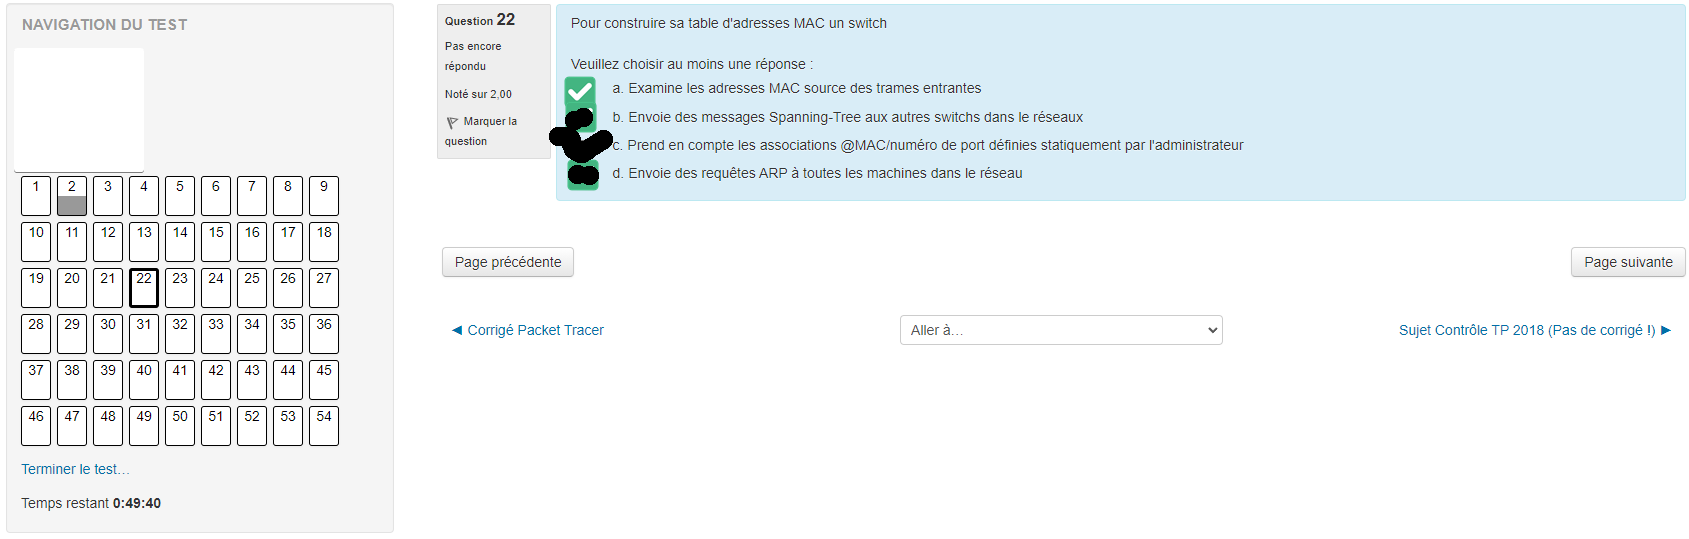 NAVIGATION DU TEST
1 2 3 4 5 6 7 8 9
10 11 12 13 14 15 16 17 18
19 20 21 22 23 24 25 26 27
28 29 30 31 32 33 34 35 36
37 38 39 40 41 42 43 44 45
46 47 48 49 50 51 52 53 54
Terminer le test...
Temps restant 0:49:40
Question 22
Pas encore
répondu
Noté sur 2,00
Marquer la
question
Pour construire sa table d'adresses MAC un switch
Veuillez choisir au moins une réponse :
a. Examine les adresses MAC source des trames entrantes
b. Envoie des messages Spanning-Tree aux autres switchs dans le réseaux
c. Prend en compte les associations @MAC/numéro de port définies statiquement par l'administrateur
d. Envoie des requêtes ARP à toutes les machines dans le réseau
Page précédente
Page suivante
◄ Corrigé Packet Tracer
Aller à...
Sujet Contrôle TP 2018 (Pas de corrigé !) ►